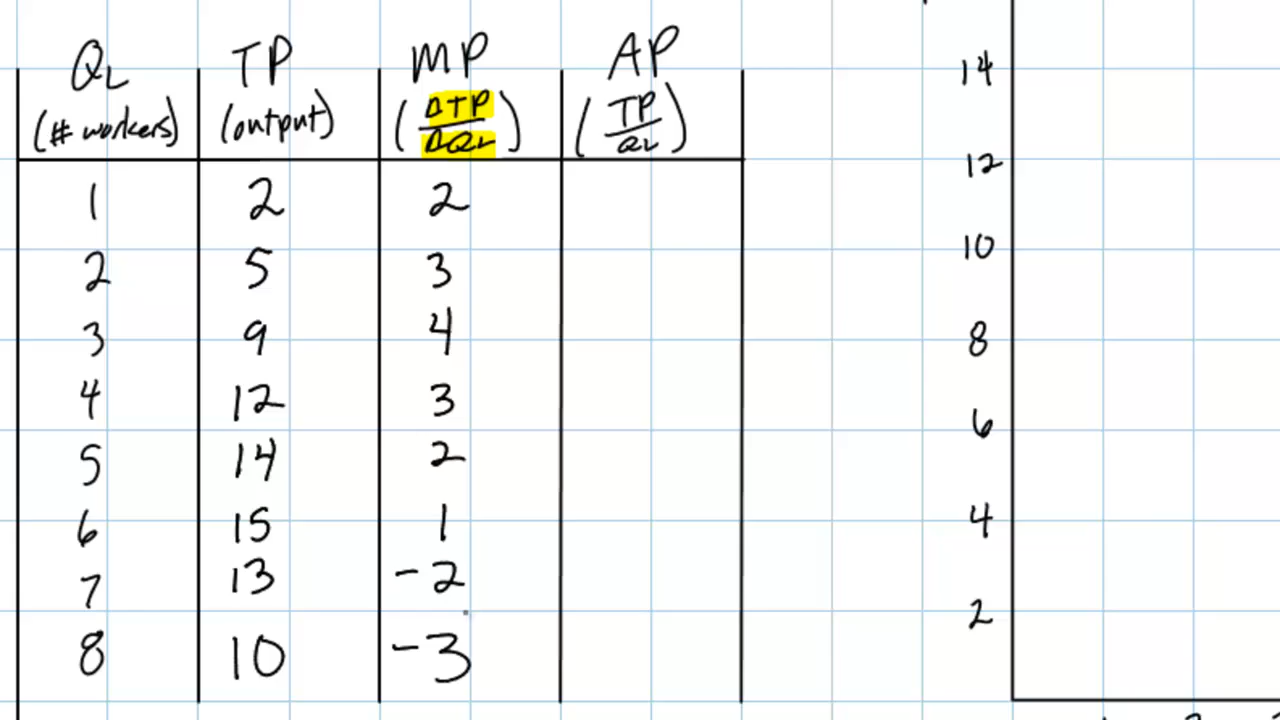 QL TP MP AP
(# workers) (output) (ΔTP/ΔQL) (TP/QL)
1 2 2
2 5 3
3 9 4
4 12 3
5 14 2
6 15 1
7 13 -2
8 10 -3
14
12
10
8
6
4
2